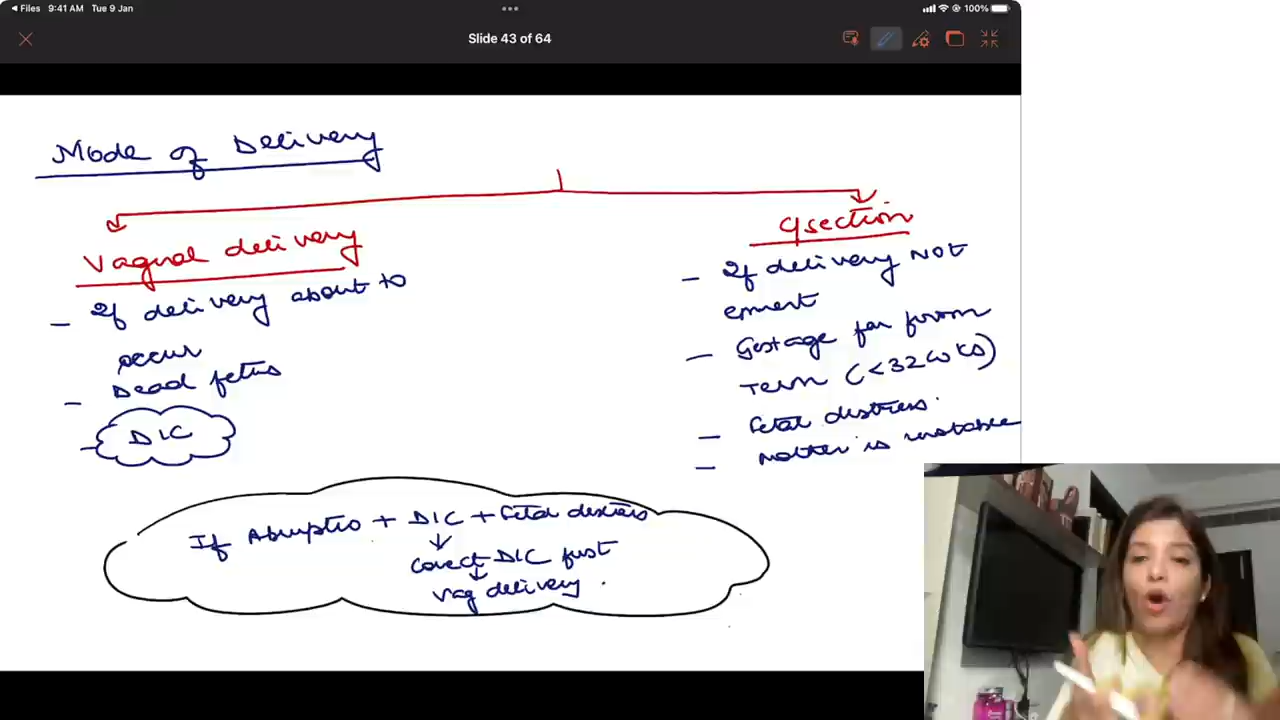 Files 9:41 AM Tue 9 Jan
100%
Slide 43 of 64
Mode of Delivery
Vaginal delivery
- If delivery about to
occur
- Dead fetus
- DIC
C/section
- If delivery NOT
- Gestage far from
Term (<32 wks)
- Fetal distress.
- Mother is unstable
If Abruptio + DIC + Fetal distress
↓
Correct DIC first
↓
Vag delivery.